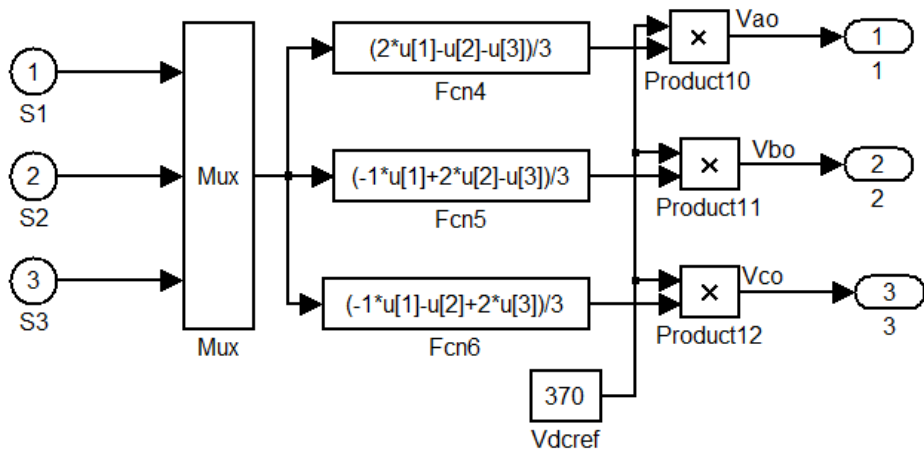 1
S1
2
S2
3
S3
Mux
Mux
(2*u[1]-u[2]-u[3])/3
Fcn4
(-1*u[1]+2*u[2]-u[3])/3
Fcn5
(-1*u[1]-u[2]+2*u[3])/3
Fcn6
370
Vdcref
×
Product10
×
Product11
×
Product12
Vao
1
1
Vbo
2
2
Vco
3
3